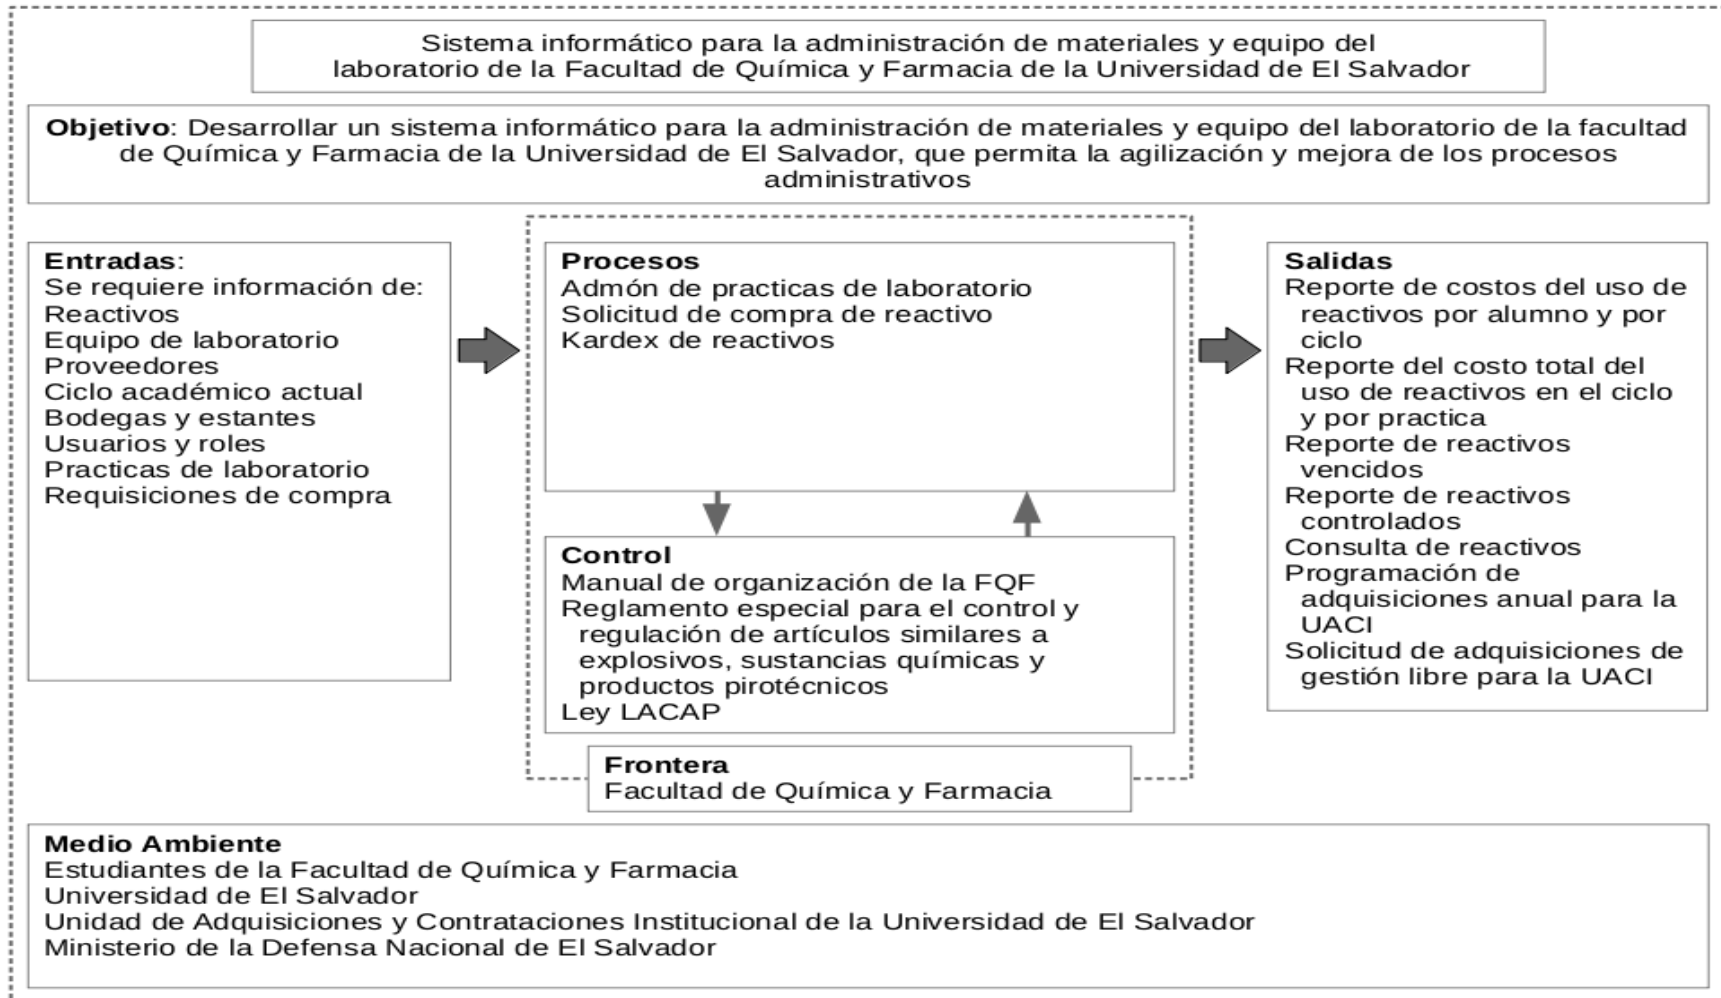 Sistema informático para la administración de materiales y equipo del
laboratorio de la Facultad de Química y Farmacia de la Universidad de El Salvador
Objetivo: Desarrollar un sistema informático para la administración de materiales y equipo del laboratorio de la facultad
de Química y Farmacia de la Universidad de El Salvador, que permita la agilización y mejora de los procesos
administrativos
Entradas:
Se requiere información de:
Reactivos
Equipo de laboratorio
Proveedores
Ciclo académico actual
Bodegas y estantes
Usuarios y roles
Practicas de laboratorio
Requisiciones de compra
Procesos
Admón de practicas de laboratorio
Solicitud de compra de reactivo
Kardex de reactivos
Control
Manual de organización de la FQF
Reglamento especial para el control y
regulación de artículos similares a
explosivos, sustancias químicas y
productos pirotécnicos
Ley LACAP
Frontera
Facultad de Química y Farmacia
Salidas
Reporte de costos del uso de
reactivos por alumno y por
ciclo
Reporte del costo total del
uso de reactivos en el ciclo
y por practica
Reporte de reactivos
vencidos
Reporte de reactivos
controlados
Consulta de reactivos
Programación de
adquisiciones anual para la
UACI
Solicitud de adquisiciones de
gestión libre para la UACI
Medio Ambiente
Estudiantes de la Facultad de Química y Farmacia
Universidad de El Salvador
Unidad de Adquisiciones y Contrataciones Institucional de la Universidad de El Salvador
Ministerio de la Defensa Nacional de El Salvador